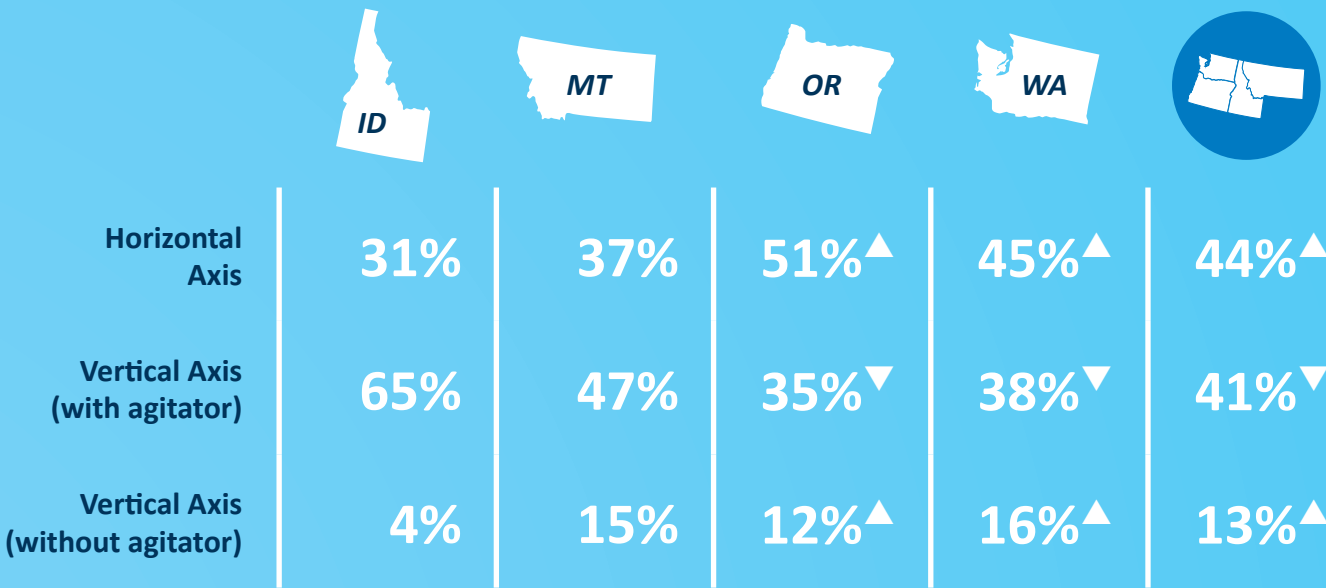 ID
MT
OR
WA
Horizontal
Axis
31%
37%
51%▲
45%▲
44%▲
Vertical Axis
(with agitator)
65%
47%
35%▼
38%▼
41%▼
Vertical Axis
(without agitator)
4%
15%
12%▲
16%▲
13%▲